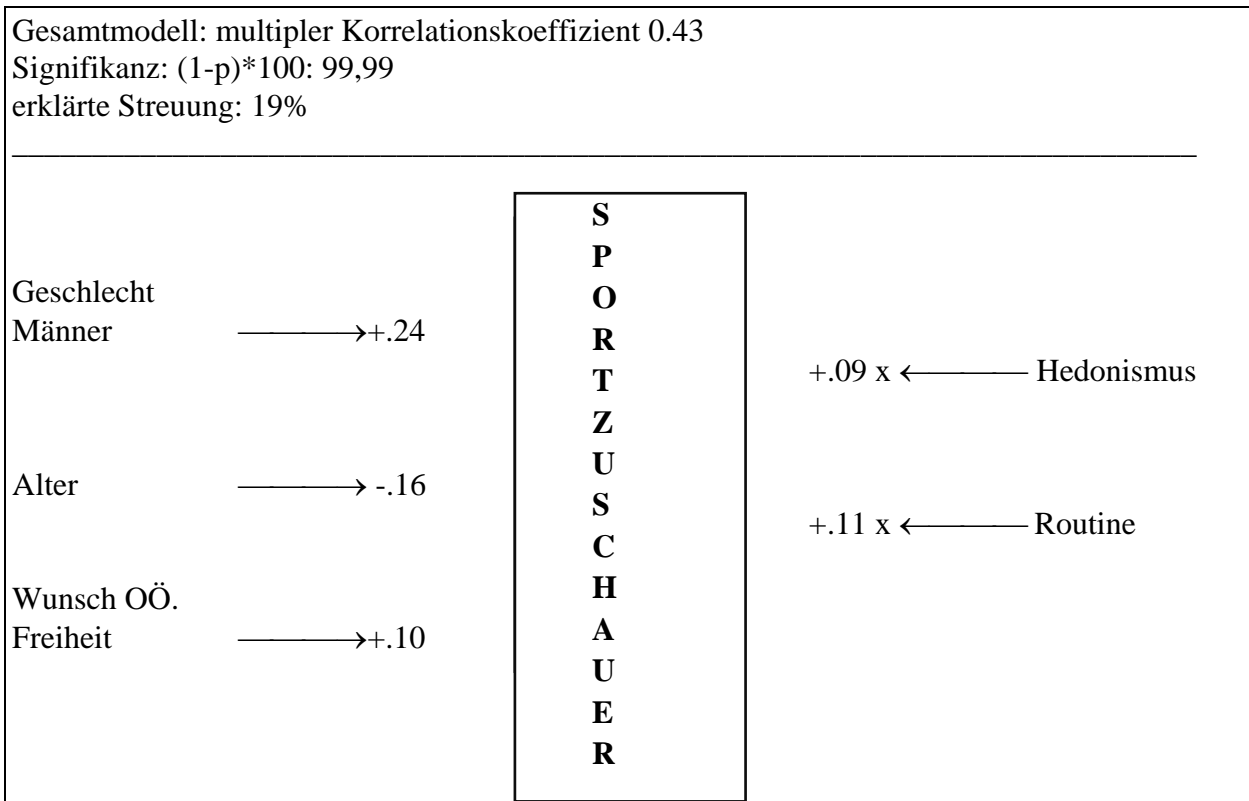 Gesamtmodell: multipler Korrelationskoeffizient 0.43
Signifikanz: (1-p)*100: 99,99
erklärte Streuung: 19%
Geschlecht
Männer ———→+.24
Alter ———→ -.16
Wunsch OÖ.
Freiheit ———→+.10
S
P
O
R
T
Z
U
S
C
H
A
U
E
R
+.09 x ←——— Hedonismus
+.11 x ←——— Routine